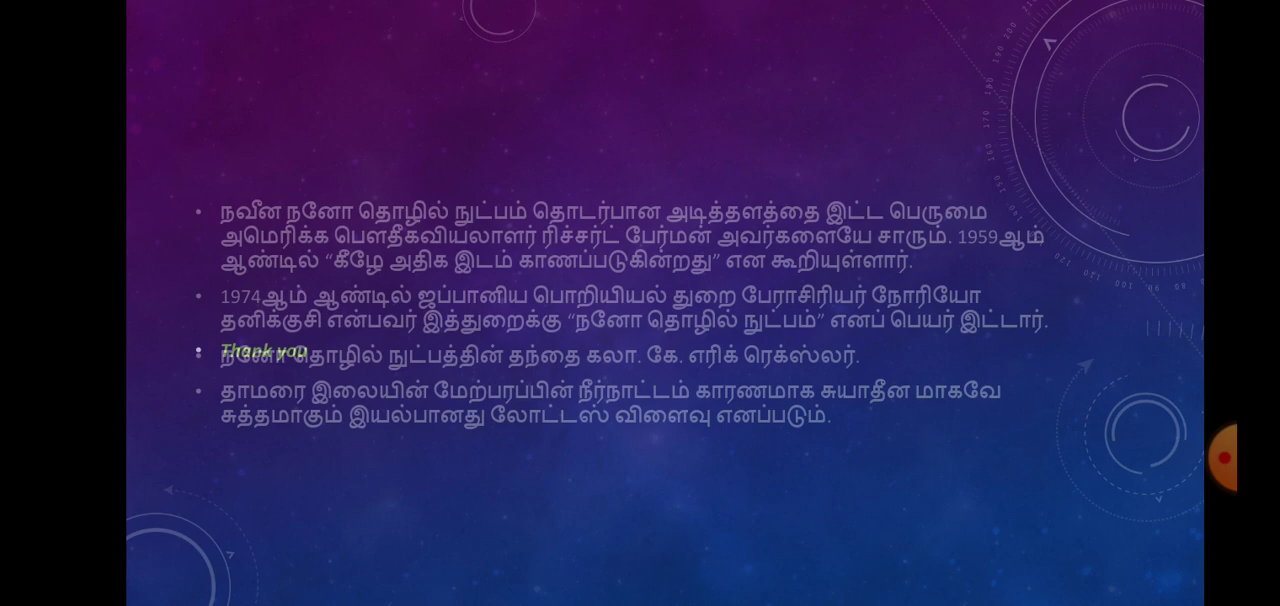 நவீன நனோ தொழில் நுட்பம் தொடர்பான அடித்தளத்தை இட்ட பெருமை
அமெரிக்க பௌதீகவியலாளர் ரிச்சர்ட் பேர்மன் அவர்களையே சாரும். 1959ஆம்
ஆண்டில் “கீழே அதிக இடம் காணப்படுகின்றது” என கூறியுள்ளார்.
1974ஆம் ஆண்டில் ஜப்பானிய பொறியியல் துறை பேராசிரியர் நோரியோ
தனிக்குசி என்பவர் இத்துறைக்கு “நனோ தொழில் நுட்பம்” எனப் பெயர் இட்டார்.
Thank you
நனோ தொழில் நுட்பத்தின் தந்தை கலா. கே. எரிக் ரெக்ஸ்லர்.
தாமரை இலையின் மேற்பரப்பின் நீர்நாட்டம் காரணமாக சுயாதீன மாகவே
சுத்தமாகும் இயல்பானது லோட்டஸ் விளைவு எனப்படும்.